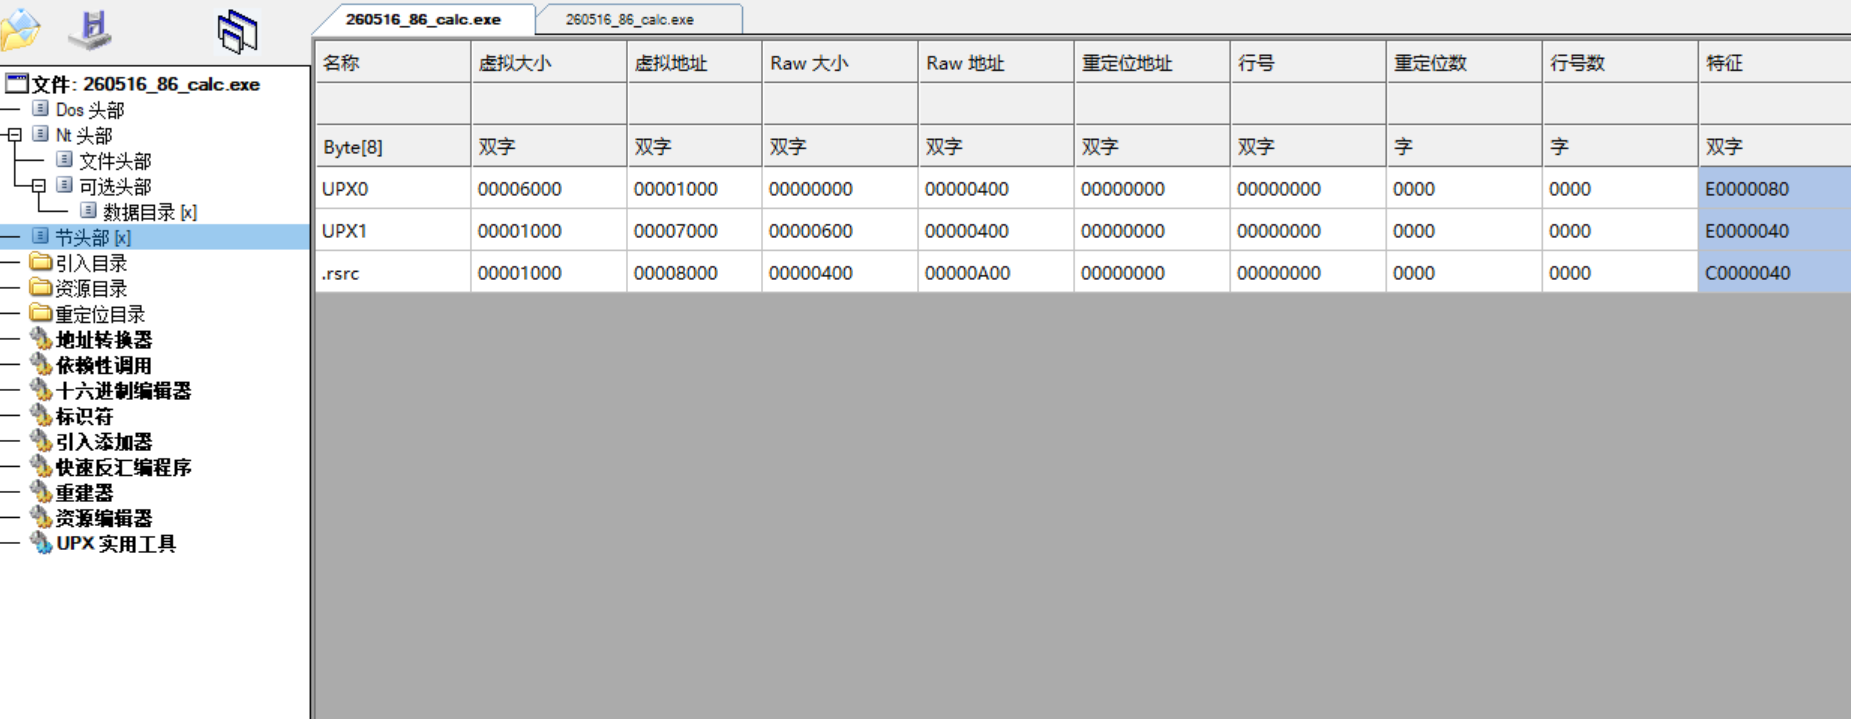 260516_86_calc.exe 260516_86_calc.exe
文件: 260516_86_calc.exe
Dos 头部
Nt 头部
文件头部
可选头部
数据目录 [x]
节头部 [x]
引入目录
资源目录
重定位目录
地址转换器
依赖性调用
十六进制编辑器
标识符
引入添加器
快速反汇编程序
重建器
资源编辑器
UPX 实用工具
名称 虚拟大小 虚拟地址 Raw 大小 Raw 地址 重定位地址 行号 重定位数 行号数 特征
Byte[8] 双字 双字 双字 双字 双字 双字 字 字 双字
UPX0 00006000 00001000 00000000 00000400 00000000 00000000 0000 0000 E0000080
UPX1 00001000 00007000 00000600 00000400 00000000 00000000 0000 0000 E0000040
.rsrc 00001000 00008000 00000400 00000A00 00000000 00000000 0000 0000 C0000040